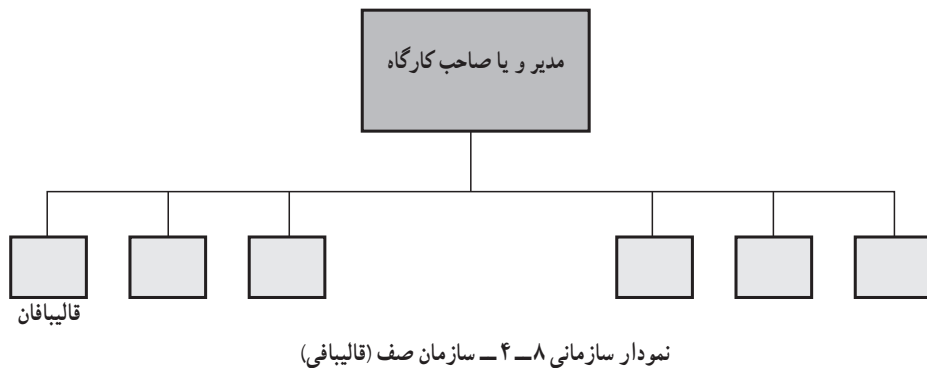 مدیر و یا صاحب کارگاه
قالیبافان
نمودار سازمانی ۸ــ ۴ ــ سازمان صف (قالیبافی)